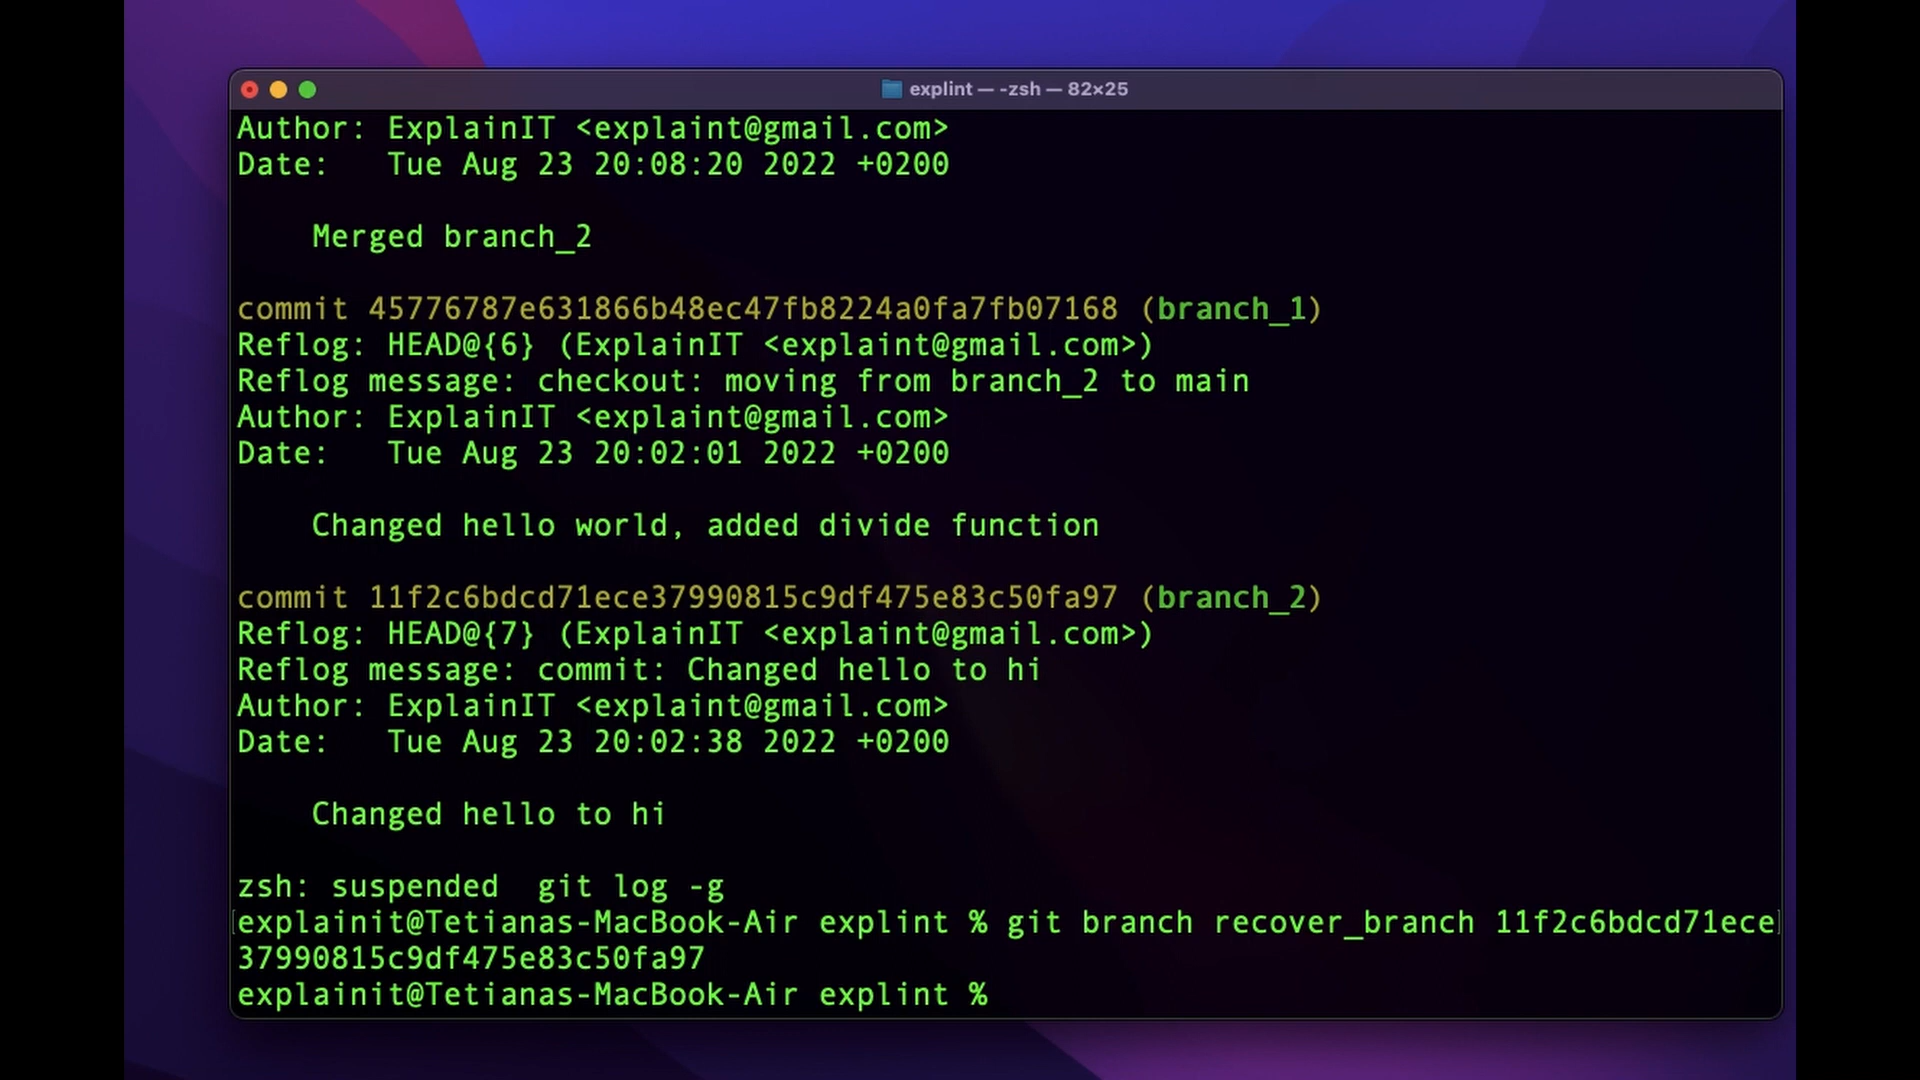 explint — -zsh — 82×25
Author: ExplainIT <explaint@gmail.com>
Date:   Tue Aug 23 20:08:20 2022 +0200
    Merged branch_2
commit 45776787e631866b48ec47fb8224a0fa7fb07168 (branch_1)
Reflog: HEAD@{6} (ExplainIT <explaint@gmail.com>)
Reflog message: checkout: moving from branch_2 to main
Author: ExplainIT <explaint@gmail.com>
Date:   Tue Aug 23 20:02:01 2022 +0200
    Changed hello world, added divide function
commit 11f2c6bdcd71ece37990815c9df475e83c50fa97 (branch_2)
Reflog: HEAD@{7} (ExplainIT <explaint@gmail.com>)
Reflog message: commit: Changed hello to hi
Author: ExplainIT <explaint@gmail.com>
Date:   Tue Aug 23 20:02:38 2022 +0200
    Changed hello to hi
zsh: suspended  git log -g
[explainit@Tetianas-MacBook-Air explint % git branch recover_branch 11f2c6bdcd71ece]
37990815c9df475e83c50fa97
explainit@Tetianas-MacBook-Air explint %